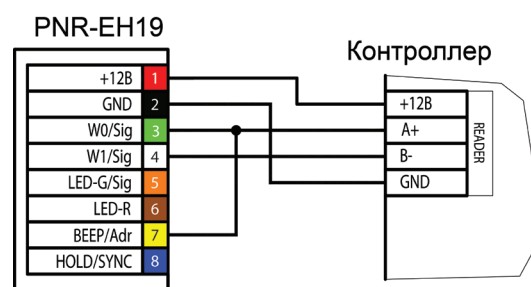 PNR-EH19
Контроллер
+12В 1
GND 2
W0/Sig 3
W1/Sig 4
LED-G/Sig 5
LED-R 6
BEEP/Adr 7
HOLD/SYNC 8
+12В
A+
B-
GND
READER